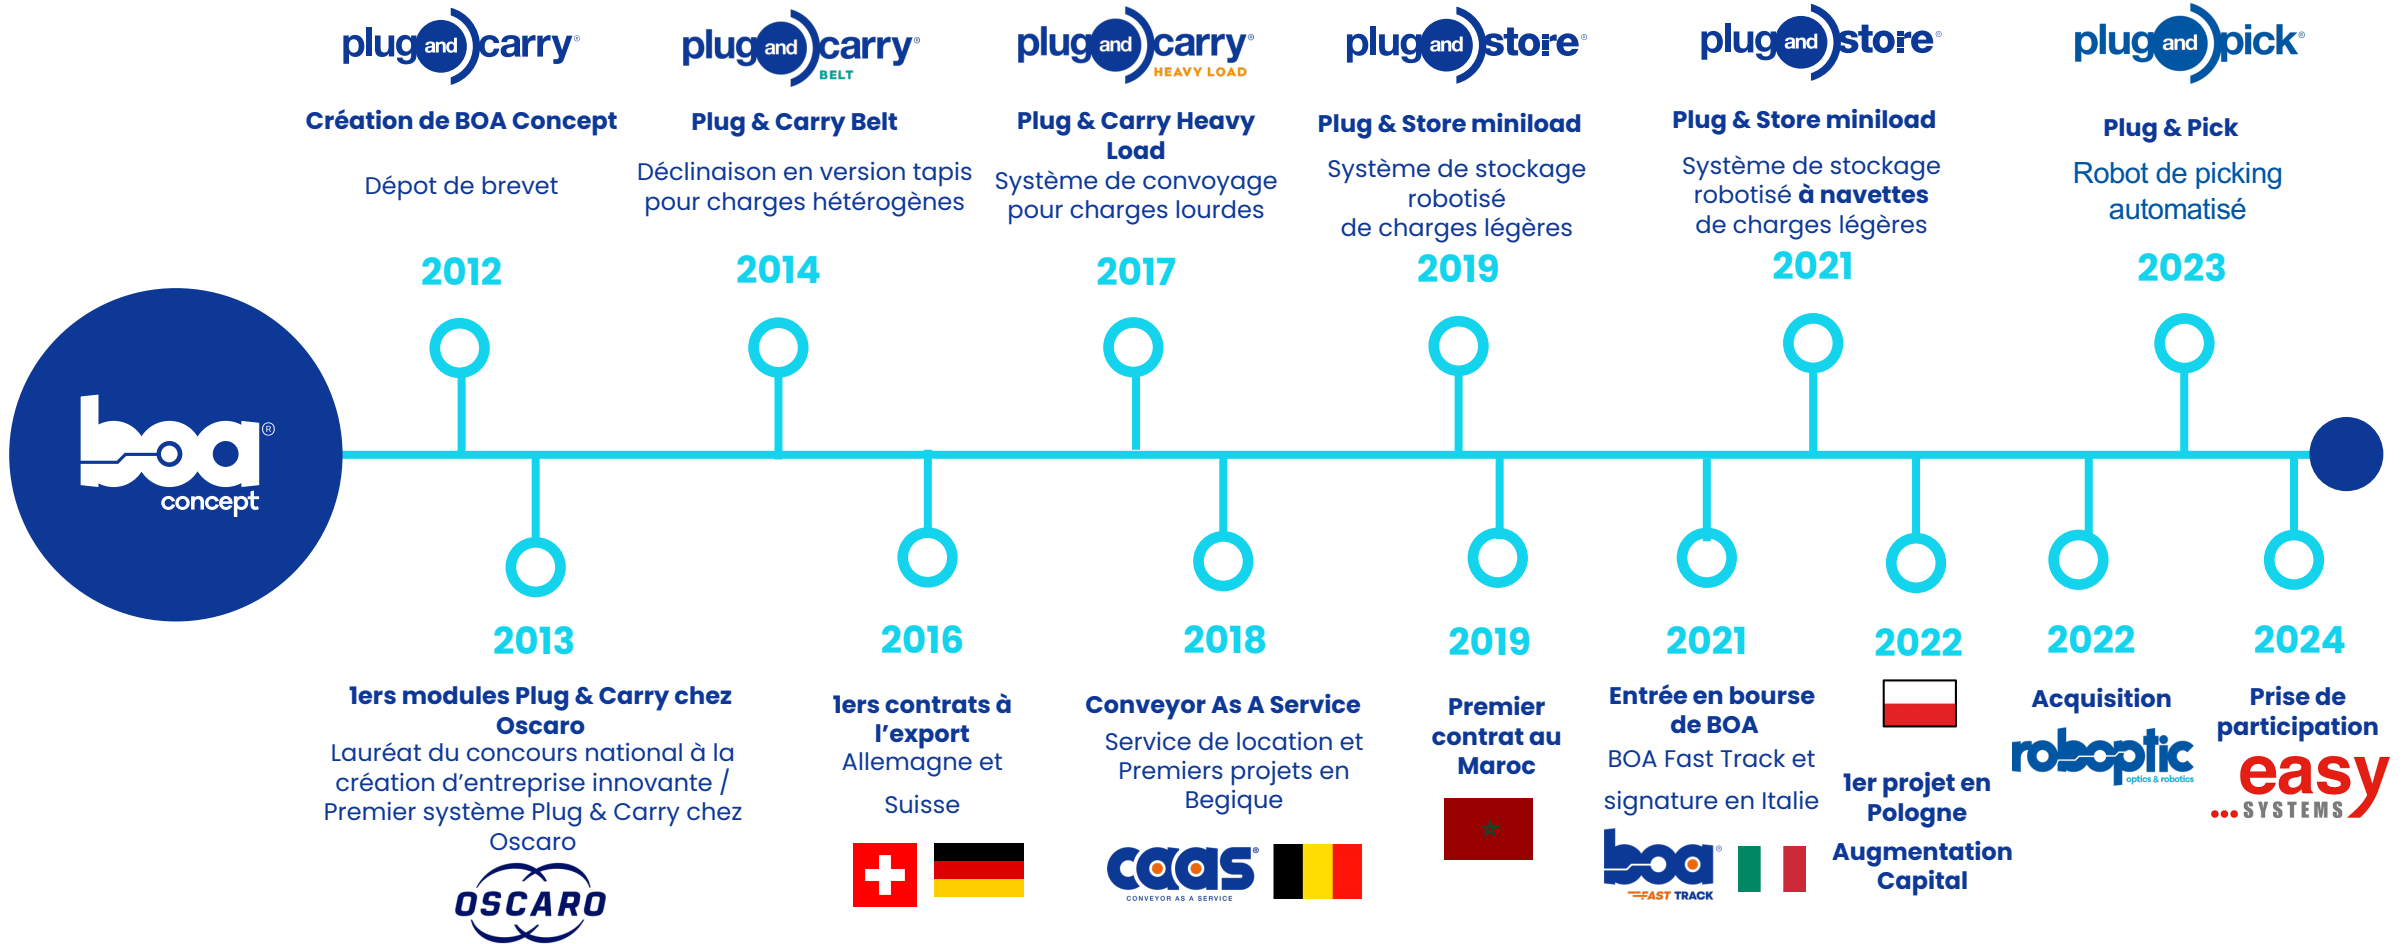 plug and carry®
Création de BOA Concept
Dépot de brevet
2012
plug and carry®
BELT
Plug & Carry Belt
Déclinaison en version tapis
pour charges hétérogènes
2014
plug and carry®
HEAVY LOAD
Plug & Carry Heavy
Load
Système de convoyage
pour charges lourdes
2017
plug and store®
Plug & Store miniload
Système de stockage
robotisé
de charges légères
2019
plug and store®
Plug & Store miniload
Système de stockage
robotisé à navettes
de charges légères
2021
plug and pick®
Plug & Pick
Robot de picking
automatisé
2023
boa®
concept
2013
1ers modules Plug & Carry chez
Oscaro
Lauréat du concours national à la
création d’entreprise innovante /
Premier système Plug & Carry chez
Oscaro
OSCARO
2016
1ers contrats à
l’export
Allemagne et
Suisse
2018
Conveyor As A Service
Service de location et
Premiers projets en
Begique
caas®
CONVEYOR AS A SERVICE
2019
Premier
contrat au
Maroc
2021
Entrée en bourse
de BOA
BOA Fast Track et
signature en Italie
boa®
FAST TRACK
2022
1er projet en
Pologne
Augmentation
Capital
2022
Acquisition
roboptic
optics & robotics
2024
Prise de
participation
easy
...SYSTEMS